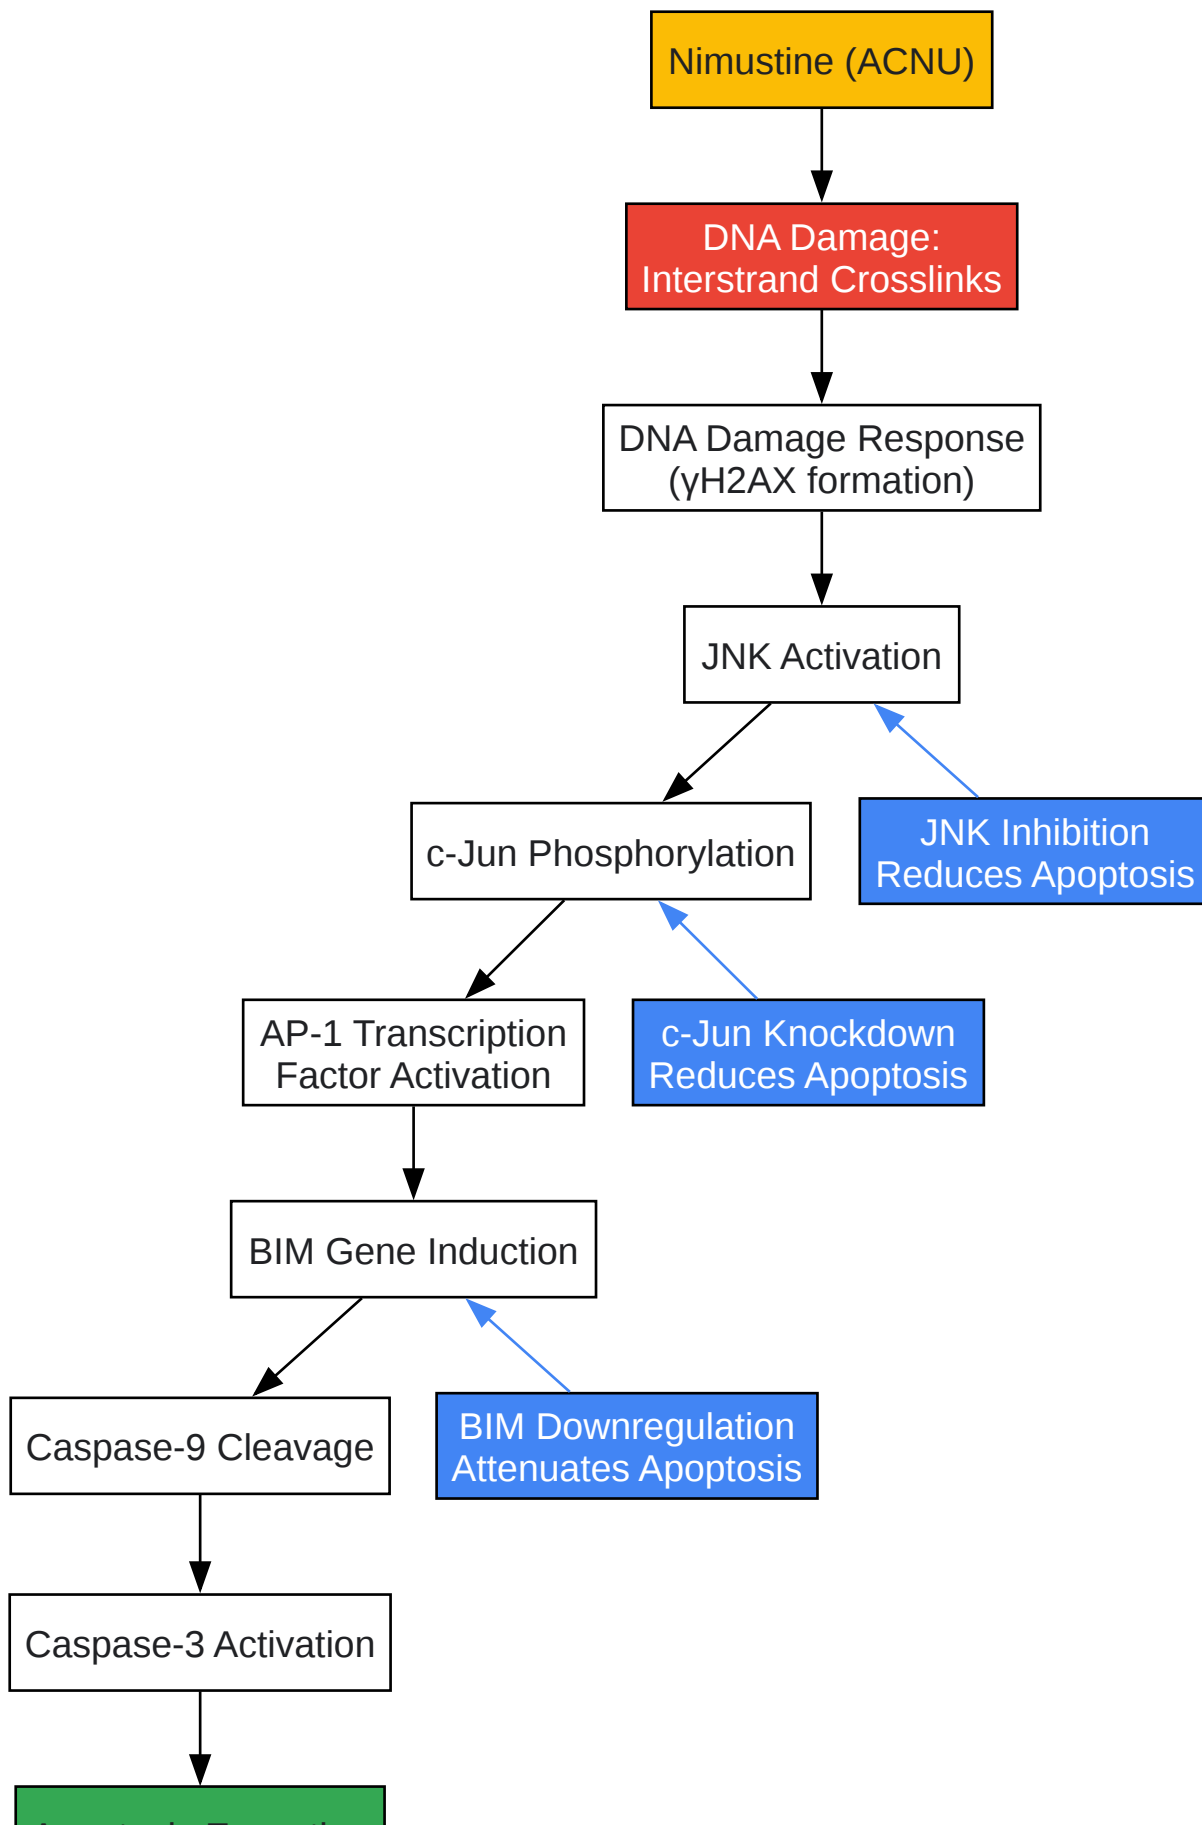 Nimustine (ACNU)
DNA Damage:
Interstrand Crosslinks
DNA Damage Response
(γH2AX formation)
JNK Activation
c-Jun Phosphorylation
JNK Inhibition
Reduces Apoptosis
AP-1 Transcription
Factor Activation
c-Jun Knockdown
Reduces Apoptosis
BIM Gene Induction
Caspase-9 Cleavage
BIM Downregulation
Attenuates Apoptosis
Caspase-3 Activation